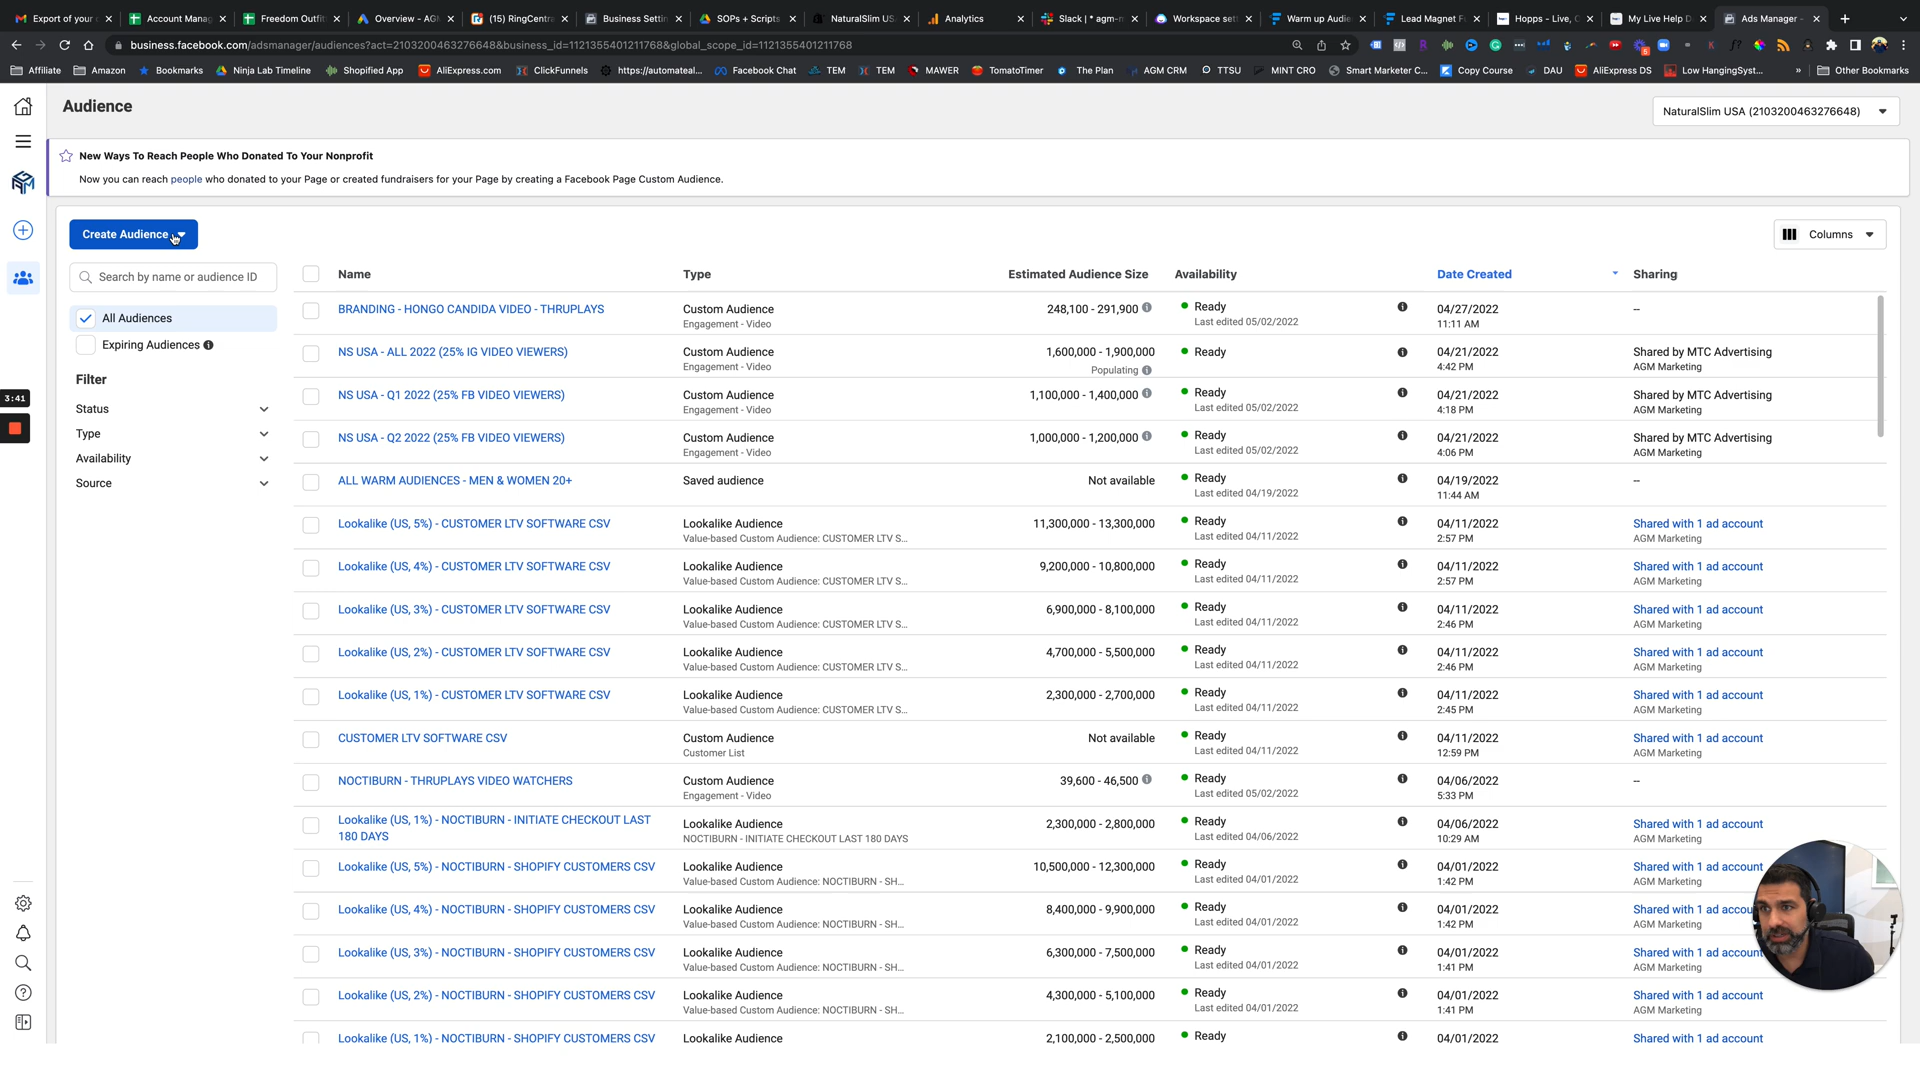 Export of your c
Account Manag
Freedom Outfit
Overview - AGM
(15) RingCentra
Business Settin
SOPs + Scripts
NaturalSlim US
Analytics
Slack | * agm-m
Workspace set
Warm up Audie
Lead Magnet F
Hopps - Live, C
My Live Help D
Ads Manager -
business.facebook.com/adsmanager/audiences?act=2103200463276648&business_id=1121355401211768&global_scope_id=1121355401211768
Affiliate
Amazon
Bookmarks
Ninja Lab Timeline
Shopified App
AliExpress.com
ClickFunnels
https://automateal...
Facebook Chat
TEM
TEM
MAWER
TomatoTimer
The Plan
AGM CRM
TTSU
MINT CRO
Smart Marketer C...
Copy Course
DAU
AliExpress DS
Low HangingSyst...
»
Other Bookmarks
Audience
NaturalSlim USA (2103200463276648)
New Ways To Reach People Who Donated To Your Nonprofit
Now you can reach people who donated to your Page or created fundraisers for your Page by creating a Facebook Page Custom Audience.
Create Audience
Columns
Search by name or audience ID
All Audiences
Expiring Audiences
Filter
Status
Type
Availability
Source
3:41
Name Type Estimated Audience Size Availability Date Created Sharing
BRANDING - HONGO CANDIDA VIDEO - THRUPLAYS Custom Audience 248,100 - 291,900 Ready 04/27/2022 --
Engagement - Video Last edited 05/02/2022 11:11 AM
NS USA - ALL 2022 (25% IG VIDEO VIEWERS) Custom Audience 1,600,000 - 1,900,000 Ready 04/21/2022 Shared by MTC Advertising
Engagement - Video Populating 4:42 PM AGM Marketing
NS USA - Q1 2022 (25% FB VIDEO VIEWERS) Custom Audience 1,100,000 - 1,400,000 Ready 04/21/2022 Shared by MTC Advertising
Engagement - Video Last edited 05/02/2022 4:18 PM AGM Marketing
NS USA - Q2 2022 (25% FB VIDEO VIEWERS) Custom Audience 1,000,000 - 1,200,000 Ready 04/21/2022 Shared by MTC Advertising
Engagement - Video Last edited 05/02/2022 4:06 PM AGM Marketing
ALL WARM AUDIENCES - MEN & WOMEN 20+ Saved audience Not available Ready 04/19/2022 --
Last edited 04/19/2022 11:44 AM
Lookalike (US, 5%) - CUSTOMER LTV SOFTWARE CSV Lookalike Audience 11,300,000 - 13,300,000 Ready 04/11/2022 Shared with 1 ad account
Value-based Custom Audience: CUSTOMER LTV S... Last edited 04/11/2022 2:57 PM AGM Marketing
Lookalike (US, 4%) - CUSTOMER LTV SOFTWARE CSV Lookalike Audience 9,200,000 - 10,800,000 Ready 04/11/2022 Shared with 1 ad account
Value-based Custom Audience: CUSTOMER LTV S... Last edited 04/11/2022 2:57 PM AGM Marketing
Lookalike (US, 3%) - CUSTOMER LTV SOFTWARE CSV Lookalike Audience 6,900,000 - 8,100,000 Ready 04/11/2022 Shared with 1 ad account
Value-based Custom Audience: CUSTOMER LTV S... Last edited 04/11/2022 2:46 PM AGM Marketing
Lookalike (US, 2%) - CUSTOMER LTV SOFTWARE CSV Lookalike Audience 4,700,000 - 5,500,000 Ready 04/11/2022 Shared with 1 ad account
Value-based Custom Audience: CUSTOMER LTV S... Last edited 04/11/2022 2:46 PM AGM Marketing
Lookalike (US, 1%) - CUSTOMER LTV SOFTWARE CSV Lookalike Audience 2,300,000 - 2,700,000 Ready 04/11/2022 Shared with 1 ad account
Value-based Custom Audience: CUSTOMER LTV S... Last edited 04/11/2022 2:45 PM AGM Marketing
CUSTOMER LTV SOFTWARE CSV Custom Audience Not available Ready 04/11/2022 Shared with 1 ad account
Customer List Last edited 04/11/2022 12:59 PM AGM Marketing
NOCTIBURN - THRUPLAYS VIDEO WATCHERS Custom Audience 39,600 - 46,500 Ready 04/06/2022 --
Engagement - Video Last edited 05/02/2022 5:33 PM
Lookalike (US, 1%) - NOCTIBURN - INITIATE CHECKOUT LAST Lookalike Audience 2,300,000 - 2,800,000 Ready 04/06/2022 Shared with 1 ad account
180 DAYS NOCTIBURN - INITIATE CHECKOUT LAST 180 DAYS Last edited 04/06/2022 10:29 AM AGM Marketing
Lookalike (US, 5%) - NOCTIBURN - SHOPIFY CUSTOMERS CSV Lookalike Audience 10,500,000 - 12,300,000 Ready 04/01/2022 Shared with 1 ad account
Value-based Custom Audience: NOCTIBURN - SH... Last edited 04/01/2022 1:42 PM AGM Marketing
Lookalike (US, 4%) - NOCTIBURN - SHOPIFY CUSTOMERS CSV Lookalike Audience 8,400,000 - 9,900,000 Ready 04/01/2022 Shared with 1 ad accou
Value-based Custom Audience: NOCTIBURN - SH... Last edited 04/01/2022 1:42 PM AGM Marketing
Lookalike (US, 3%) - NOCTIBURN - SHOPIFY CUSTOMERS CSV Lookalike Audience 6,300,000 - 7,500,000 Ready 04/01/2022 Shared with 1 ad accou
Value-based Custom Audience: NOCTIBURN - SH... Last edited 04/01/2022 1:41 PM AGM Marketing
Lookalike (US, 2%) - NOCTIBURN - SHOPIFY CUSTOMERS CSV Lookalike Audience 4,300,000 - 5,100,000 Ready 04/01/2022 Shared with 1 ad account
Value-based Custom Audience: NOCTIBURN - SH... Last edited 04/01/2022 1:41 PM AGM Marketing
Lookalike (US, 1%) - NOCTIBURN - SHOPIFY CUSTOMERS CSV Lookalike Audience 2,100,000 - 2,500,000 Ready 04/01/2022 Shared with 1 ad account